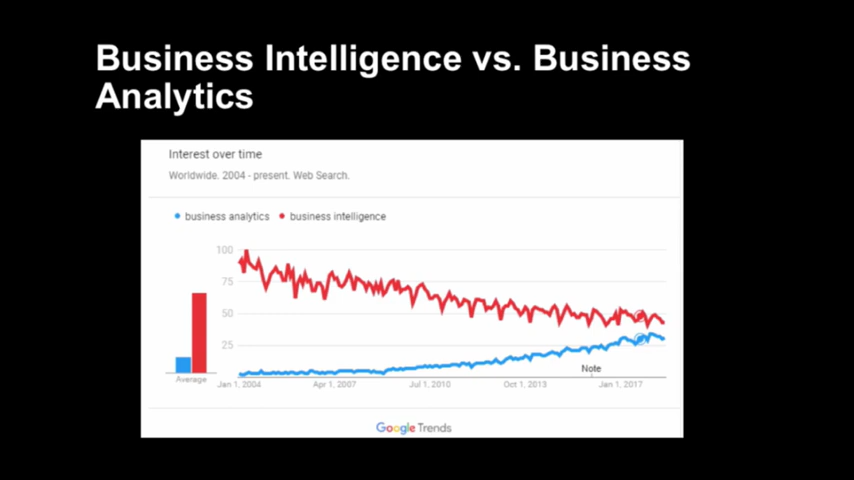 Business Intelligence vs. Business
Analytics
Interest over time
Worldwide. 2004 - present. Web Search.
business analytics business intelligence
100
75
50
25
Note
Average
Jan 1, 2004 Apr 1, 2007 Jul 1, 2010 Oct 1, 2013 Jan 1, 2017
Google Trends